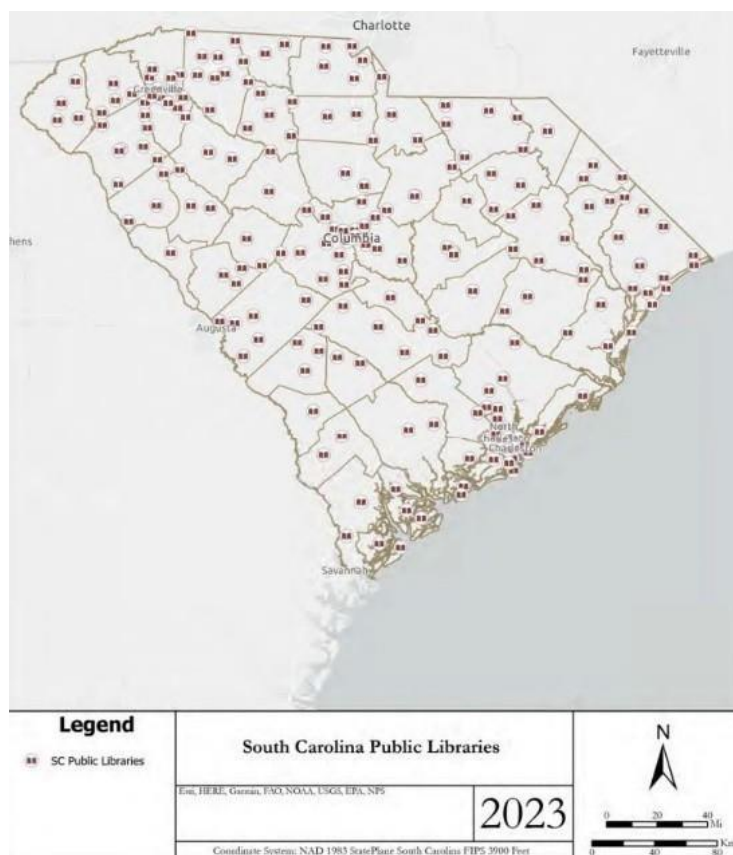 Charlotte
Fayetteville
Greenville
hens
Columbia
Augusta
North
Charleston
Charleston
Savannah
Legend
SC Public Libraries
South Carolina Public Libraries
Esri, HERE, Garmin, FAO, NOAA, USGS, EPA, NPS
2023
N
0 20 40
Mi
Km
0 40 80
Coordinate System: NAD 1983 StatePlane South Carolina FIPS 3900 Feet